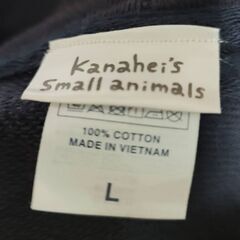 Kanahei's
Small animals
100% COTTON
MADE IN VIETNAM
L